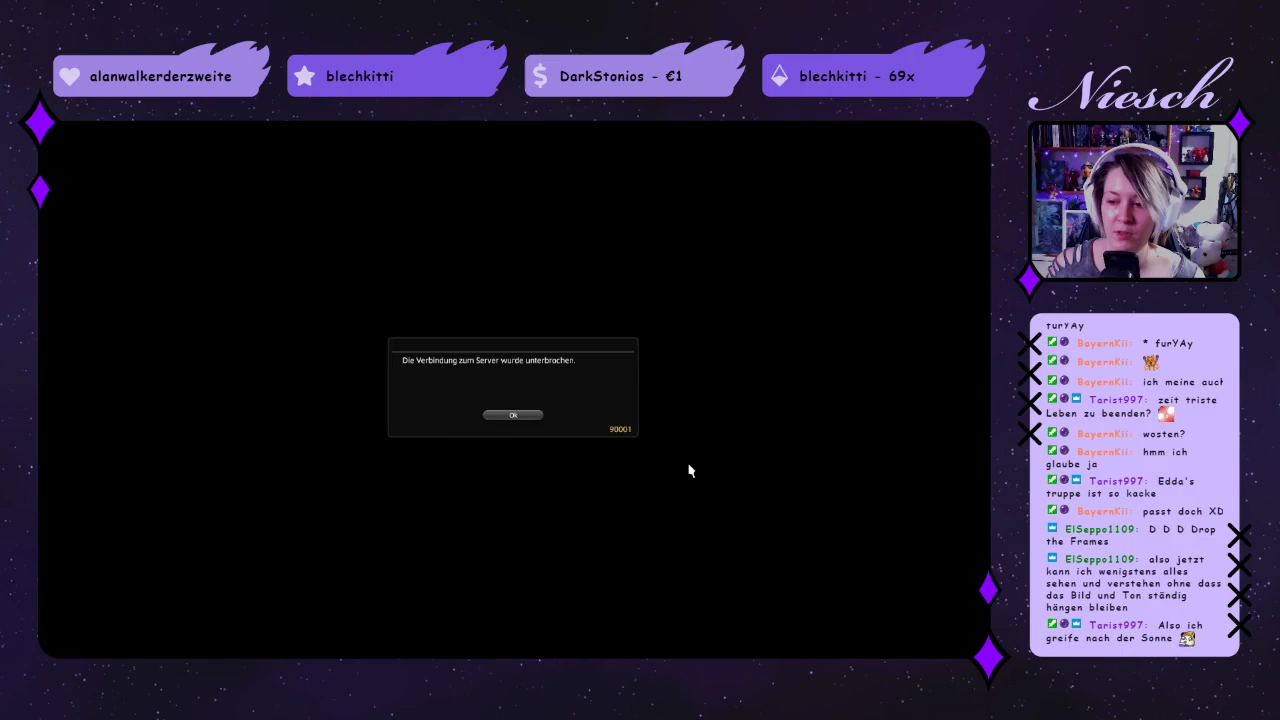 alanwalkerderzweite
blechkitti
DarkStonios - €1
blechkitti - 69x
Niesch
Die Verbindung zum Server wurde unterbrochen.
Ok
90001
furYAy
BayernKii: * furYAy
BayernKii:
BayernKii: ich meine auch
Tarist997: zeit triste
Leben zu beenden?
BayernKii: wosten?
BayernKii: hmm ich
glaube ja
Tarist997: Edda's
truppe ist so kacke
BayernKii: passt doch XD
ElSeppo1109: D D D Drop
the Frames
ElSeppo1109: also jetzt
kann ich wenigstens alles
sehen und verstehen ohne dass
das Bild und Ton ständig
hängen bleiben
Tarist997: Also ich
greife nach der Sonne